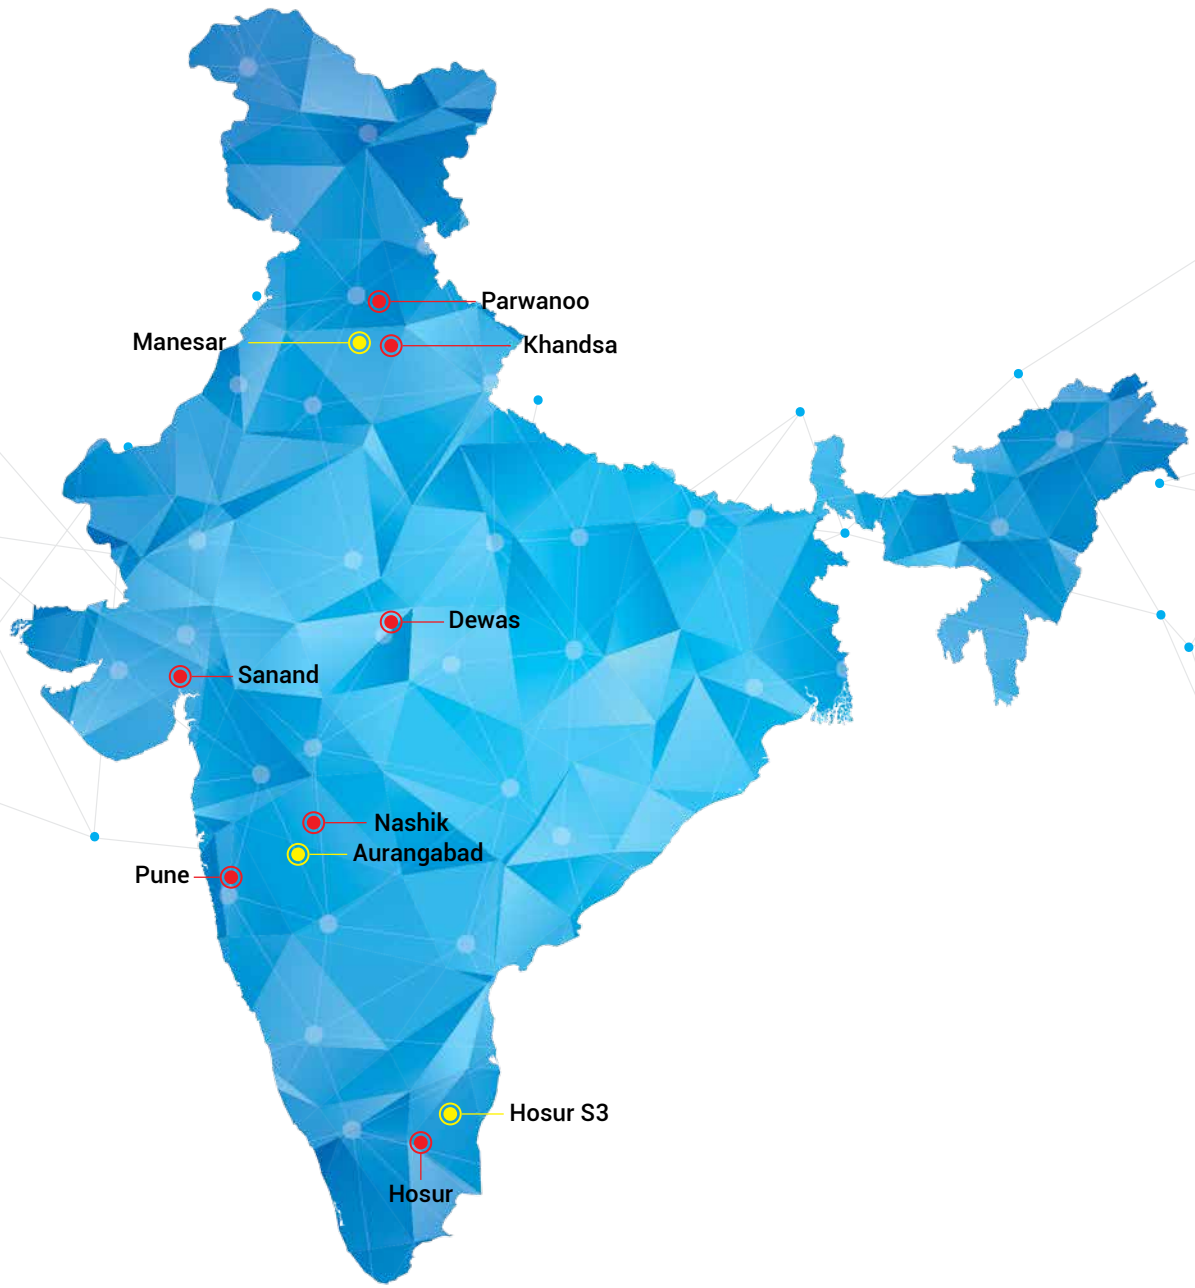 Parwanoo
Manesar
Khandsa
Dewas
Sanand
Nashik
Aurangabad
Pune
Hosur S3
Hosur